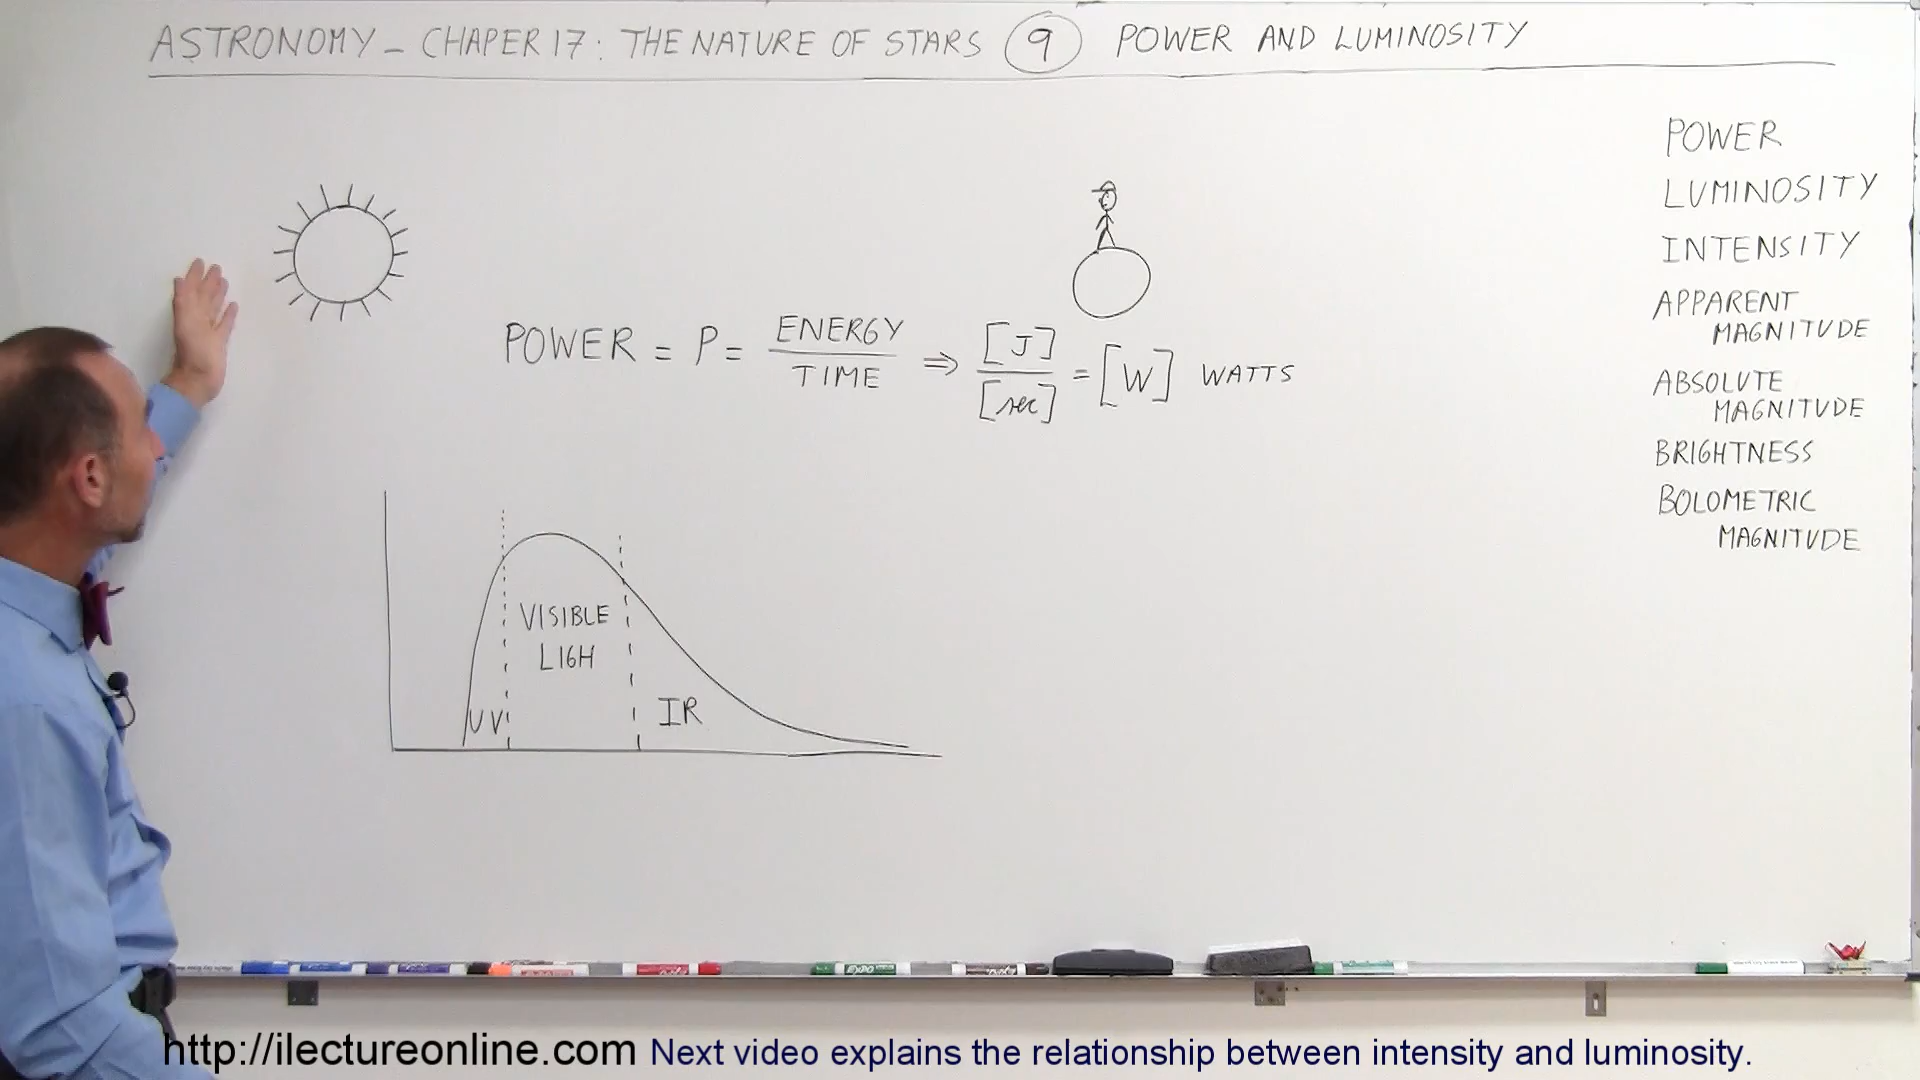 ASTRONOMY - CHAPER 17: THE NATURE OF STARS 9 POWER AND LUMINOSITY
POWER
LUMINOSITY
INTENSITY
APPARENT
MAGNITUDE
ABSOLUTE
MAGNITUDE
BRIGHTNESS
BOLOMETRIC
MAGNITUDE
POWER = P = ENERGY / TIME ⇒ [J] / [sec] = [W] WATTS
VISIBLE
LIGH
UV IR
EXPO
http://ilectureonline.com Next video explains the relationship between intensity and luminosity.